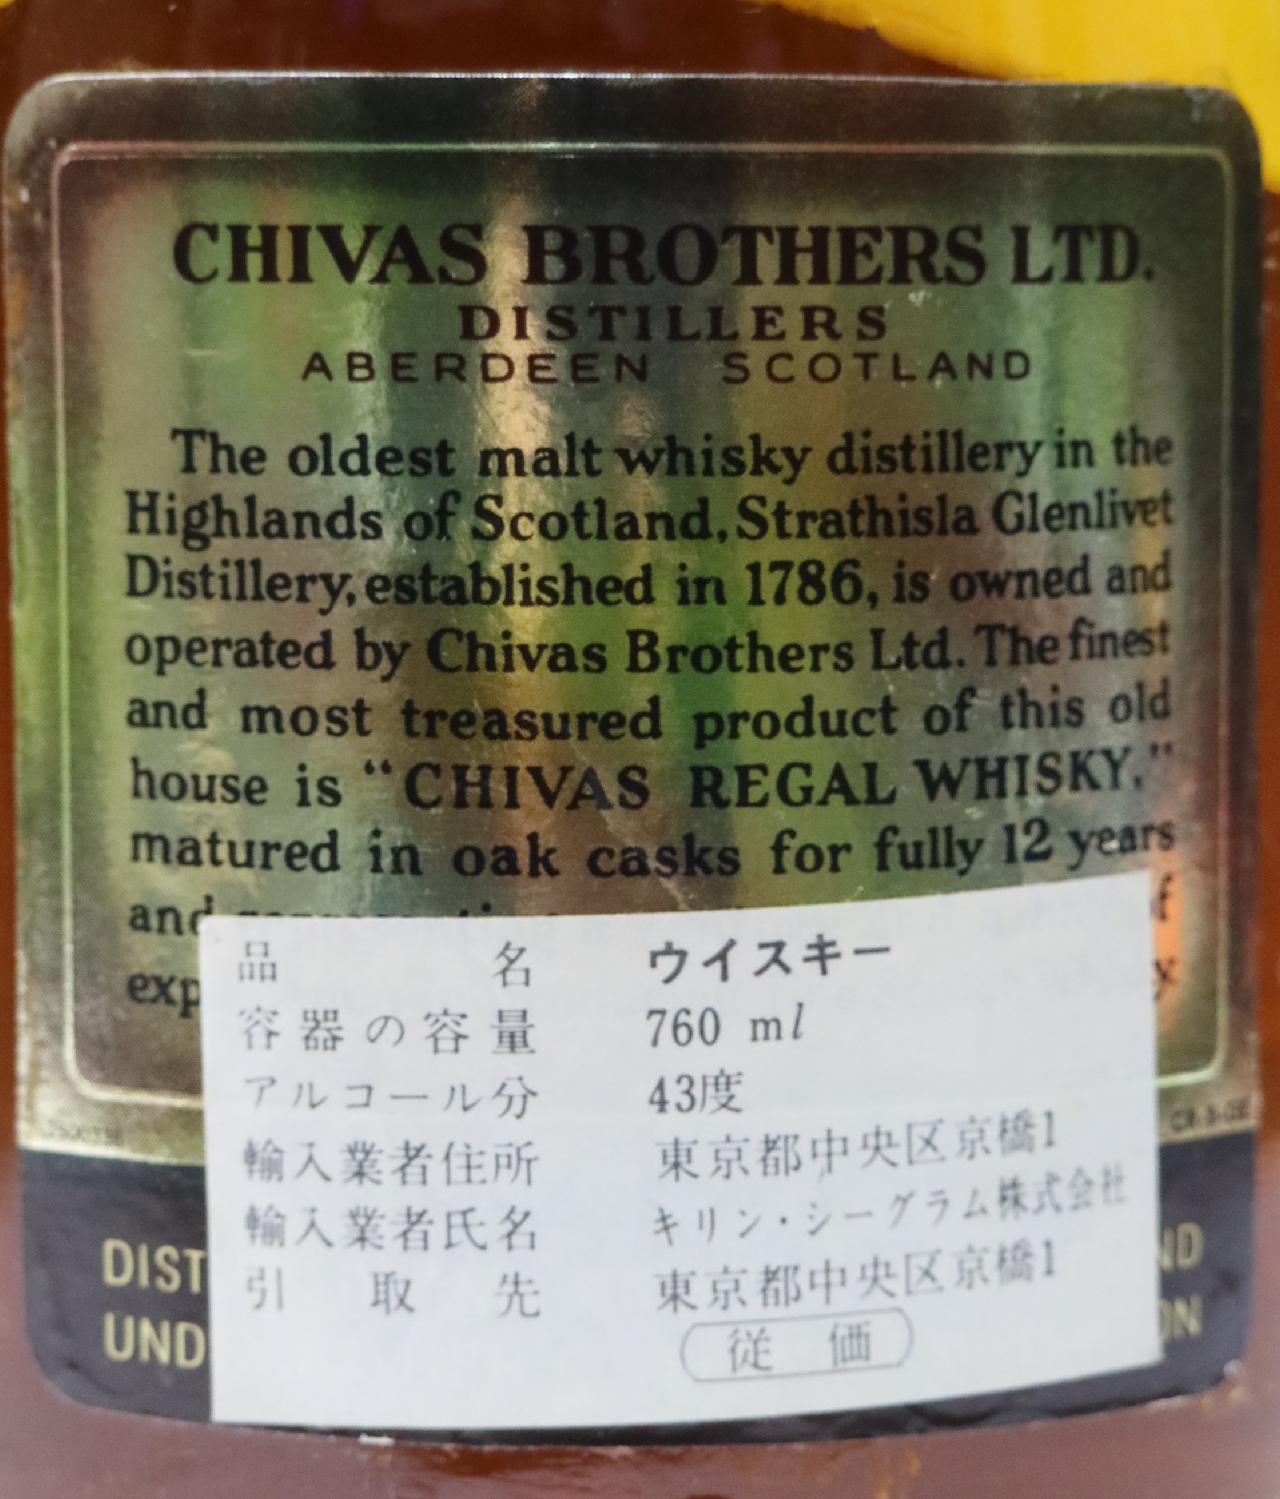 CHIVAS BROTHERS LTD.
DISTILLERS
ABERDEEN SCOTLAND
The oldest malt whisky distillery in the
Highlands of Scotland, Strathisla Glenlivet
Distillery, established in 1786, is owned and
operated by Chivas Brothers Ltd. The finest
and most treasured product of this old
house is "CHIVAS REGAL WHISKY,"
matured in oak casks for fully 12 years
and of
品名 ウイスキー
容器の容量 760 ml
アルコール分 43度
輸入業者住所 東京都中央区京橋1
輸入業者氏名 キリン・シーグラム株式会社
引取先 東京都中央区京橋1
従価